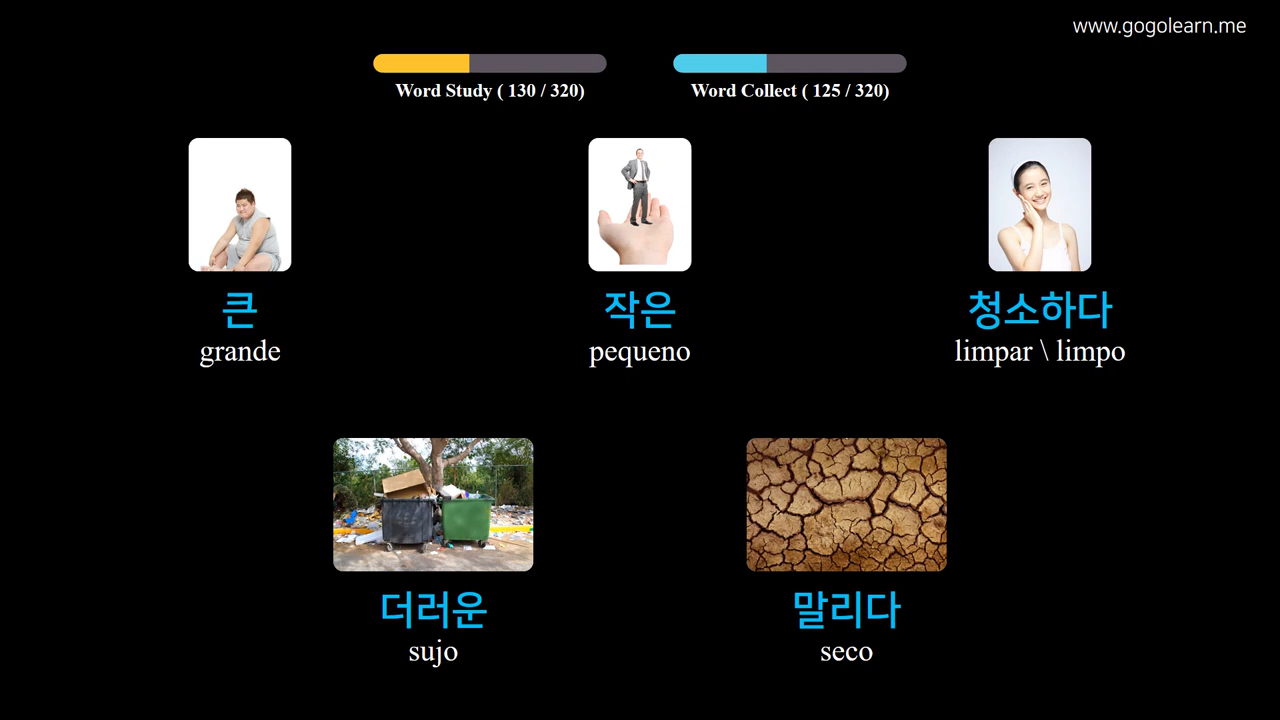 www.gogolearn.me
Word Study ( 130 / 320)
Word Collect ( 125 / 320)
큰
grande
작은
pequeno
청소하다
limpar \ limpo
더러운
sujo
말리다
seco